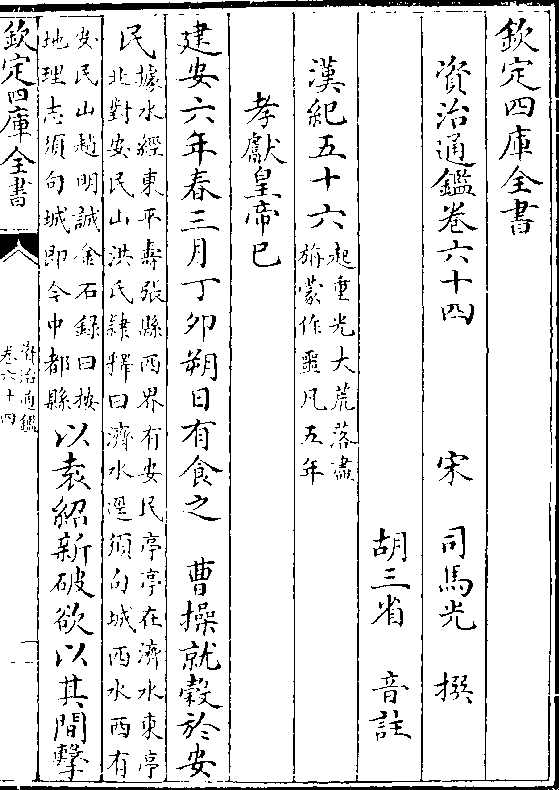 欽定四庫全書
資治通鑑卷六十四
宋　司馬光　撰
胡三省　音註
漢紀五十六起重光大荒落盡
旃蒙作噩凡五年
孝獻皇帝巳
建安六年春三月丁卯朔日有食之　曹操就穀於安
民據水經東平壽張縣西界有安民亭亭在濟水東亭
北對安民山洪氏隸釋曰濟水逕須句城西水西有
安民山趙明誠金石録曰按
地理志須句城即今中都縣以袁紹新破欲以其間擊
欽定四庫全書
資治通鑑
卷六十四
一